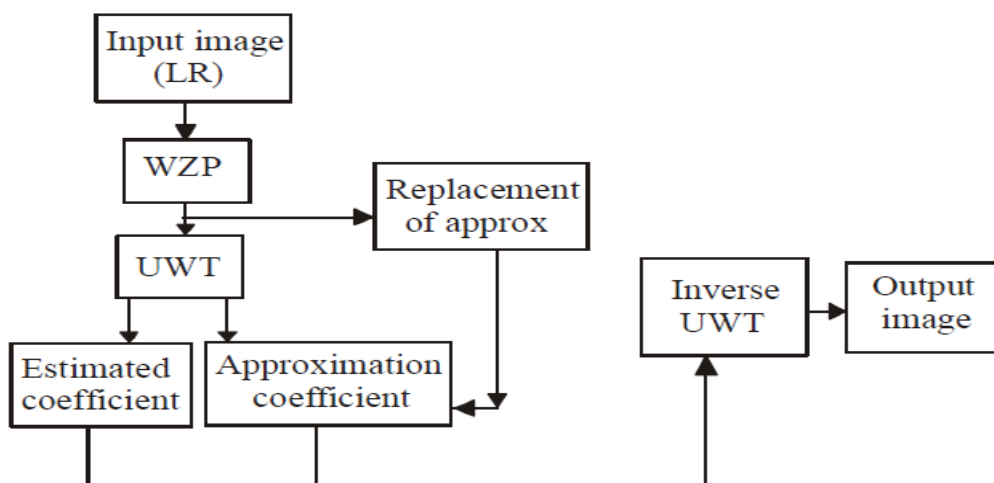 Input image
(LR)
WZP
Replacement
of approx
UWT
Inverse
UWT
Output
image
Estimated
coefficient
Approximation
coefficient